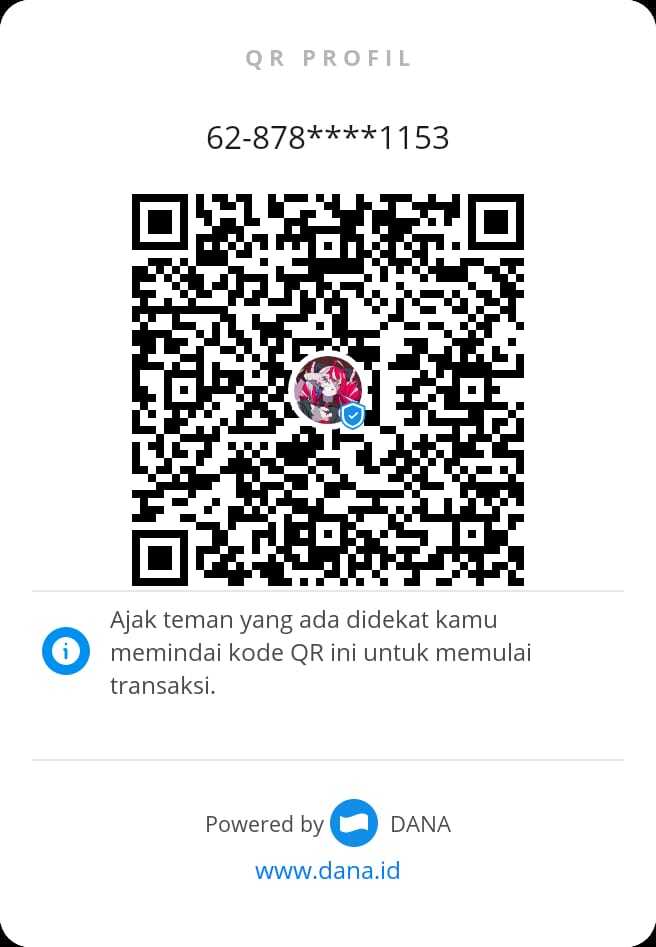 QR PROFIL
62-878****1153
Ajak teman yang ada didekat kamu
memindai kode QR ini untuk memulai
transaksi.
Powered by DANA
www.dana.id